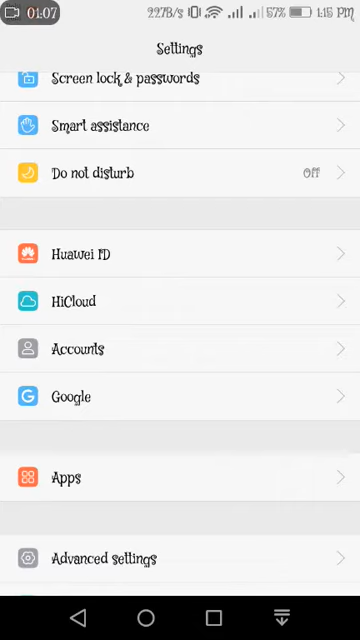 01:07 227B/s 57% 1:15 PM
Settings
Screen lock & passwords
Smart assistance
Do not disturb Off
Huawei ID
HiCloud
Accounts
Google
Apps
Advanced settings